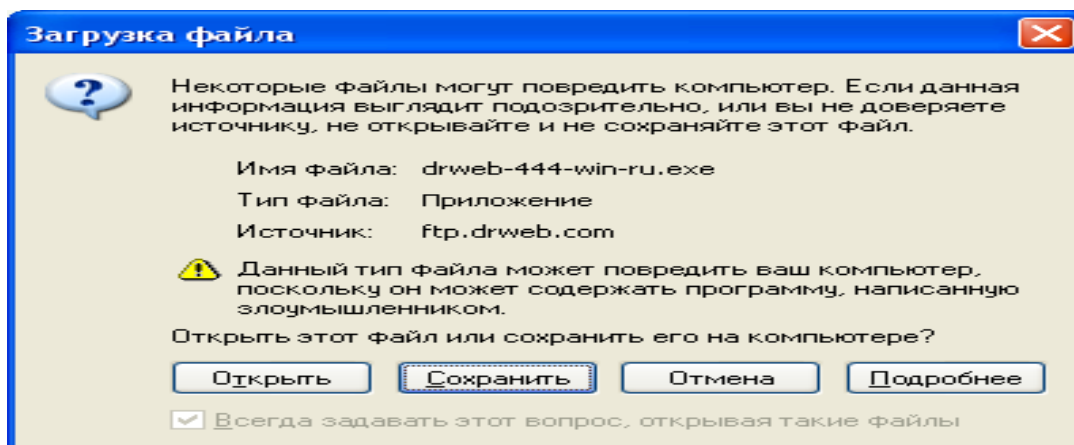 Загрузка файла
Некоторые файлы могут повредить компьютер. Если данная
информация выглядит подозрительно, или вы не доверяете
источнику, не открывайте и не сохраняйте этот файл.
Имя файла: drweb-444-win-ru.exe
Тип файла: Приложение
Источник: ftp.drweb.com
Данный тип файла может повредить ваш компьютер,
поскольку он может содержать программу, написанную
злоумышленником.
Открыть этот файл или сохранить его на компьютере?
Открыть Сохранить Отмена Подробнее
Всегда задавать этот вопрос, открывая такие файлы